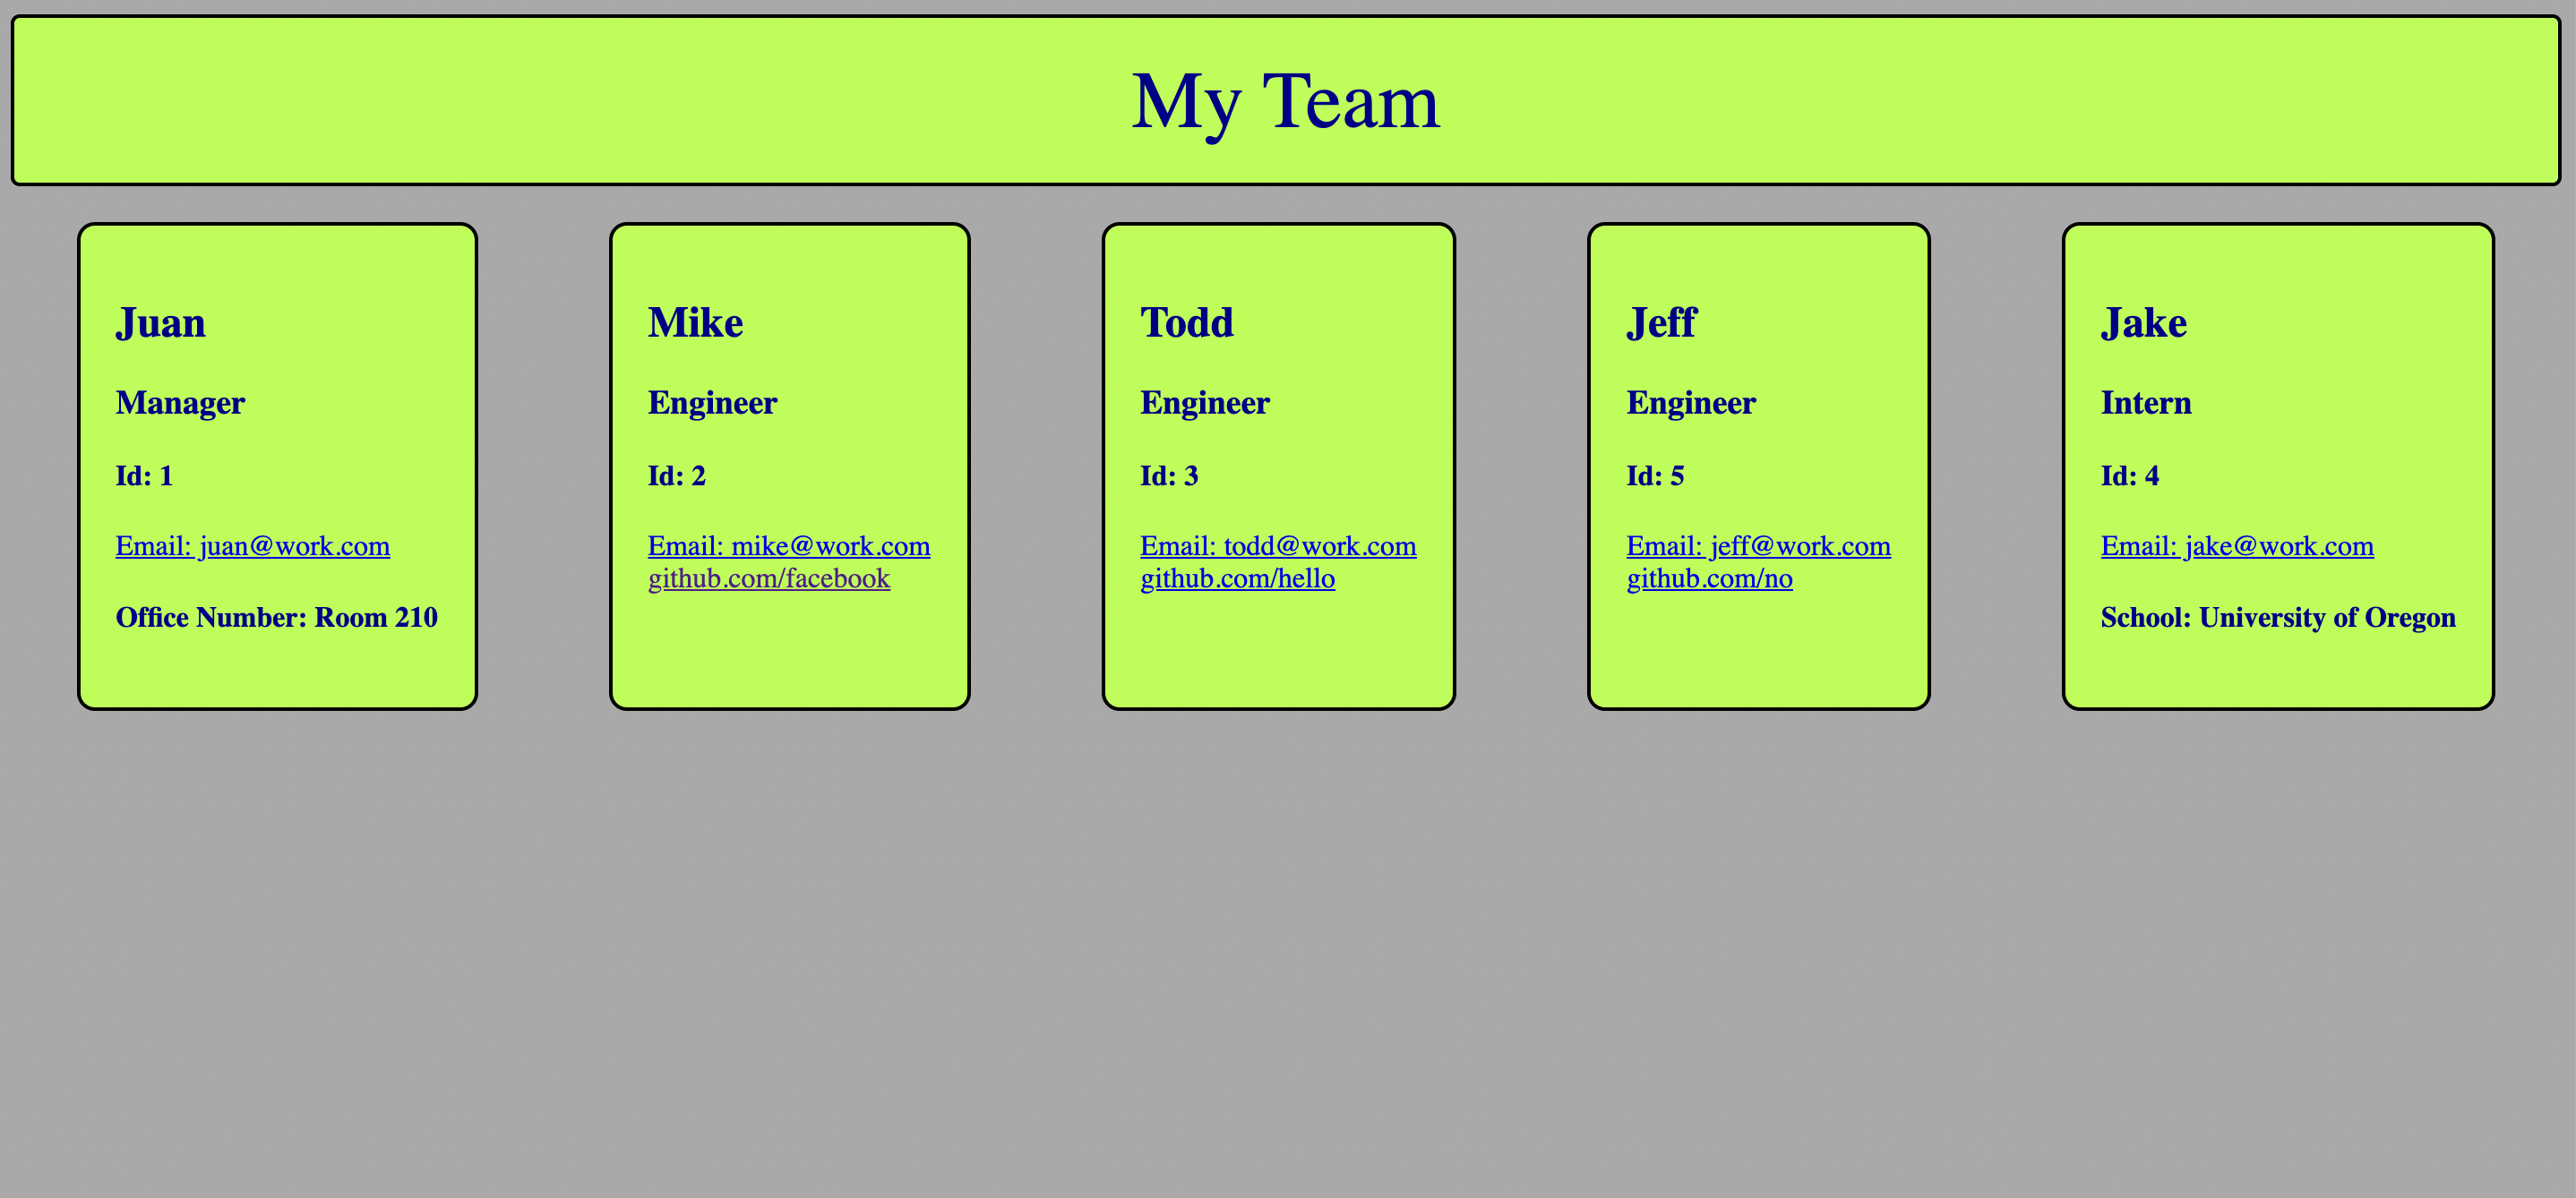 My Team
Juan
Manager
Id: 1
Email: juan@work.com
Office Number: Room 210
Mike
Engineer
Id: 2
Email: mike@work.com
github.com/facebook
Todd
Engineer
Id: 3
Email: todd@work.com
github.com/hello
Jeff
Engineer
Id: 5
Email: jeff@work.com
github.com/no
Jake
Intern
Id: 4
Email: jake@work.com
School: University of Oregon